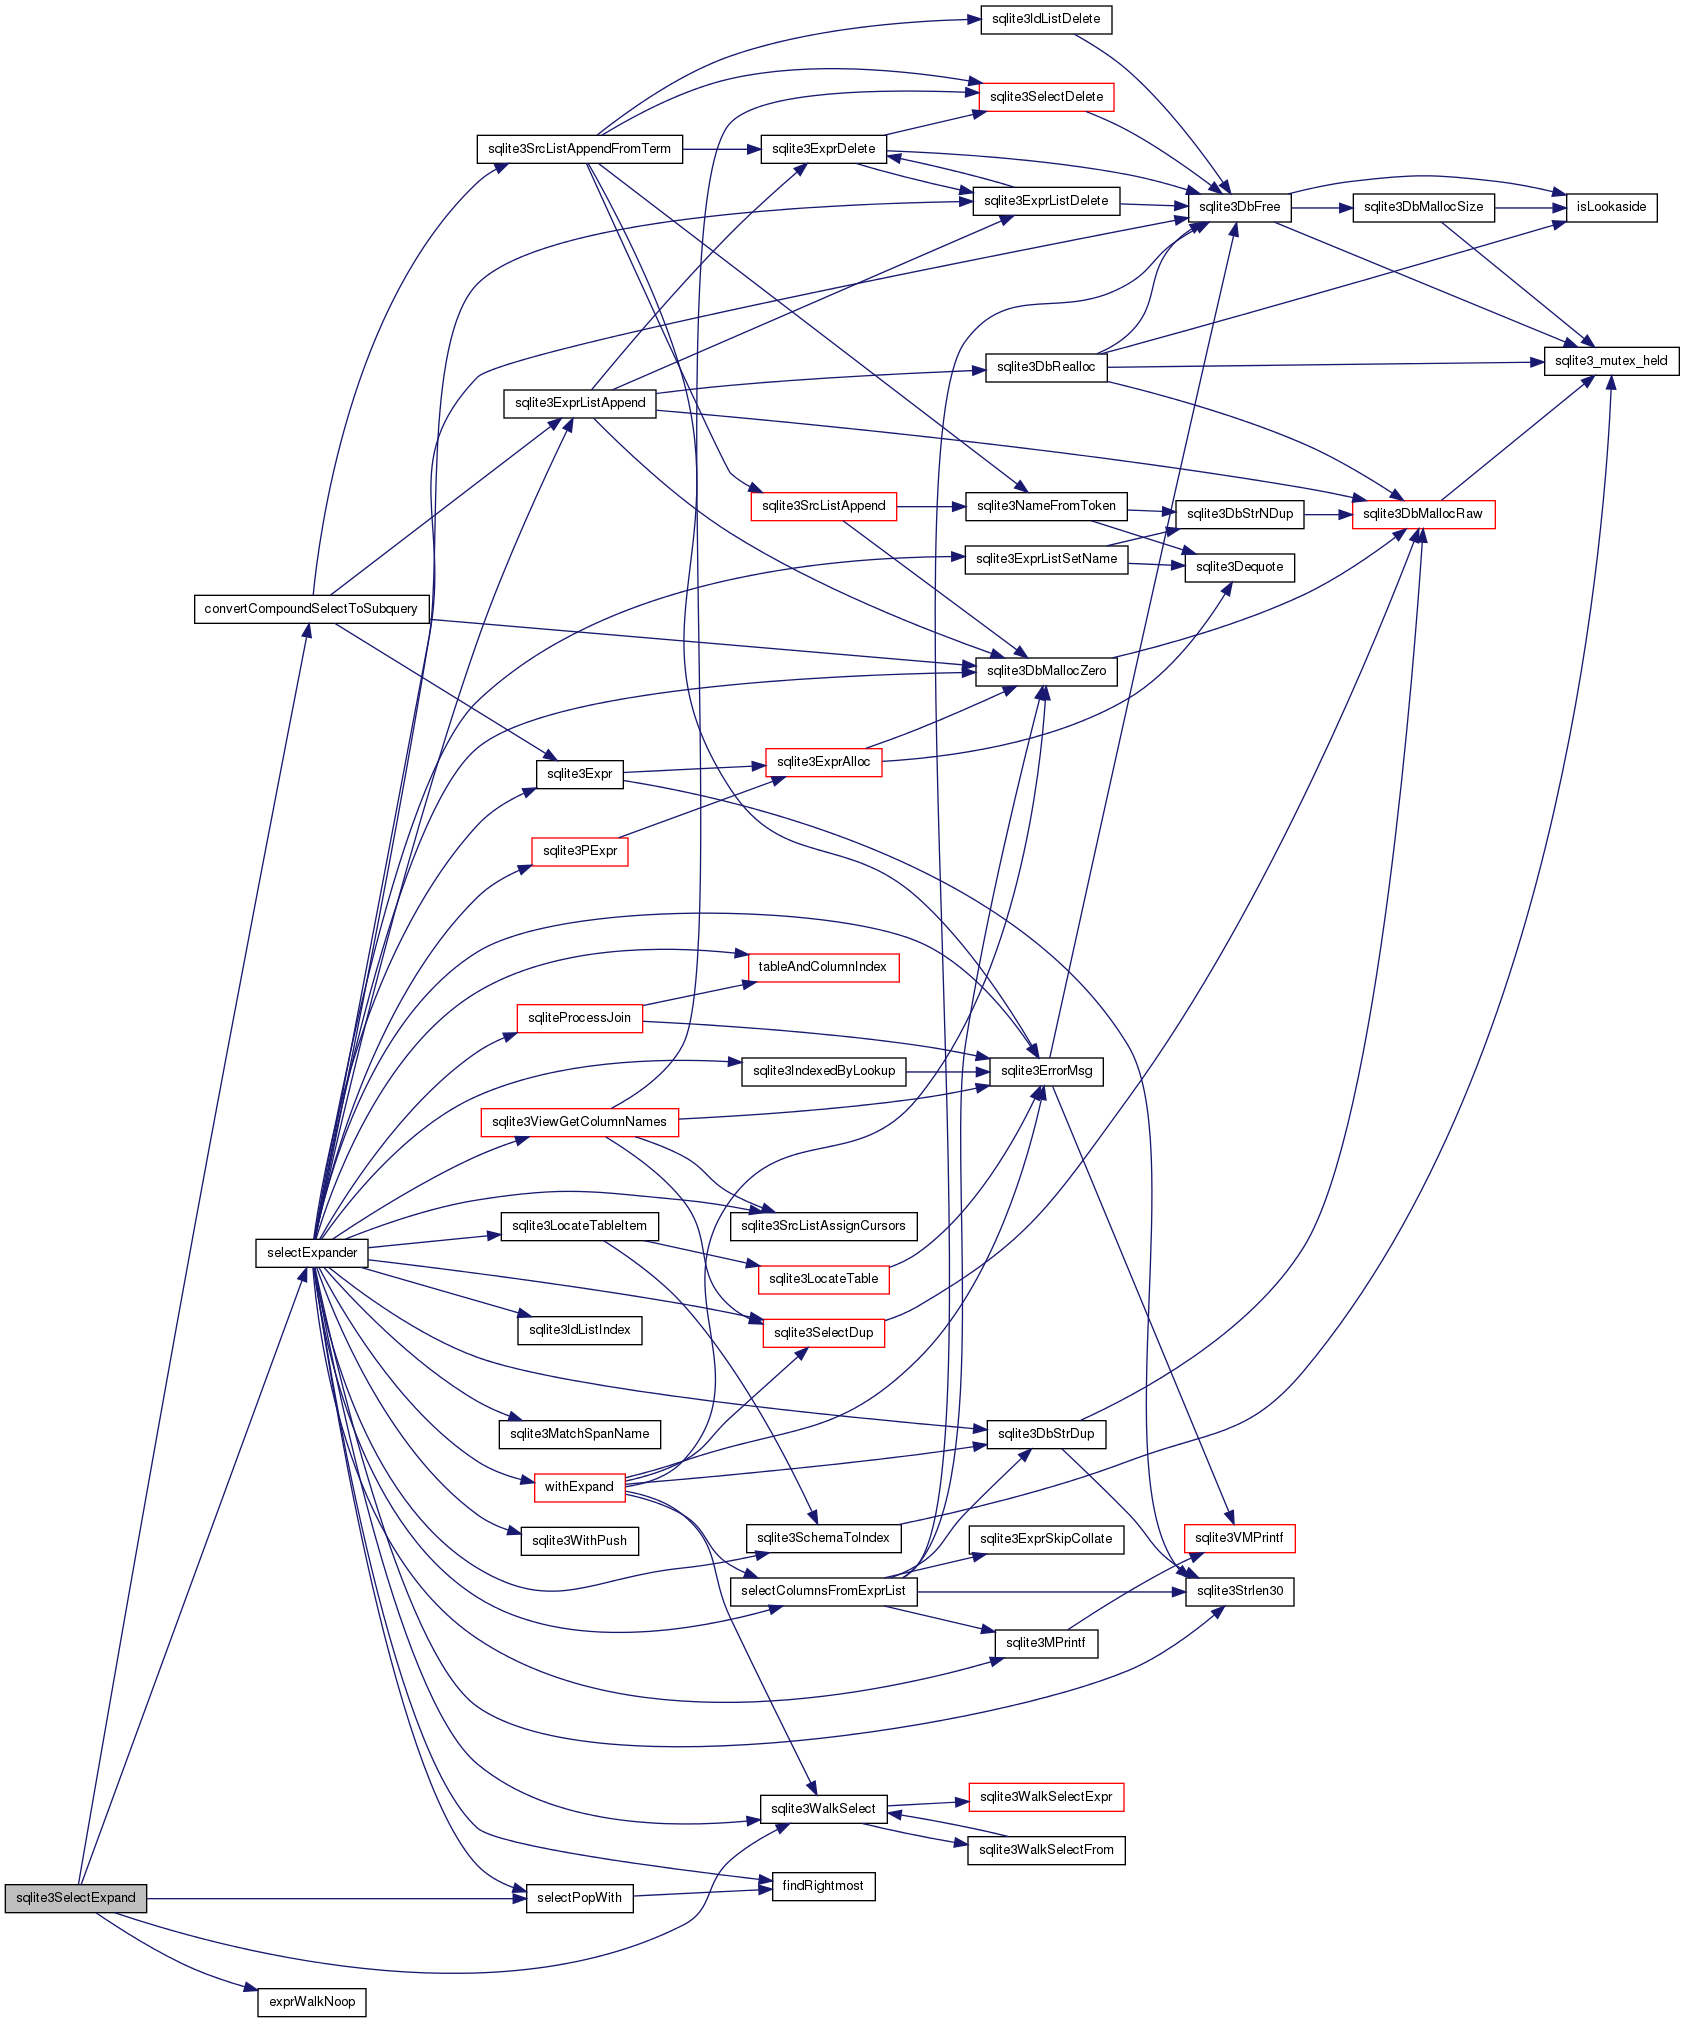 sqlite3IdListDelete
sqlite3SelectDelete
sqlite3SrcListAppendFromTerm
sqlite3ExprDelete
sqlite3ExprListDelete
sqlite3DbFree
sqlite3DbMallocSize
isLookaside
sqlite3DbRealloc
sqlite3_mutex_held
sqlite3ExprListAppend
sqlite3SrcListAppend
sqlite3NameFromToken
sqlite3DbStrNDup
sqlite3DbMallocRaw
sqlite3ExprListSetName
sqlite3Dequote
convertCompoundSelectToSubquery
sqlite3DbMallocZero
sqlite3Expr
sqlite3ExprAlloc
sqlite3PExpr
tableAndColumnIndex
sqliteProcessJoin
sqlite3IndexedByLookup
sqlite3ErrorMsg
sqlite3ViewGetColumnNames
sqlite3LocateTableItem
sqlite3SrcListAssignCursors
selectExpander
sqlite3LocateTable
sqlite3IdListIndex
sqlite3SelectDup
sqlite3MatchSpanName
sqlite3DbStrDup
withExpand
sqlite3WithPush
sqlite3SchemaToIndex
sqlite3ExprSkipCollate
sqlite3VMPrintf
selectColumnsFromExprList
sqlite3Strlen30
sqlite3MPrintf
sqlite3WalkSelect
sqlite3WalkSelectExpr
sqlite3WalkSelectFrom
sqlite3SelectExpand
selectPopWith
findRightmost
exprWalkNoop